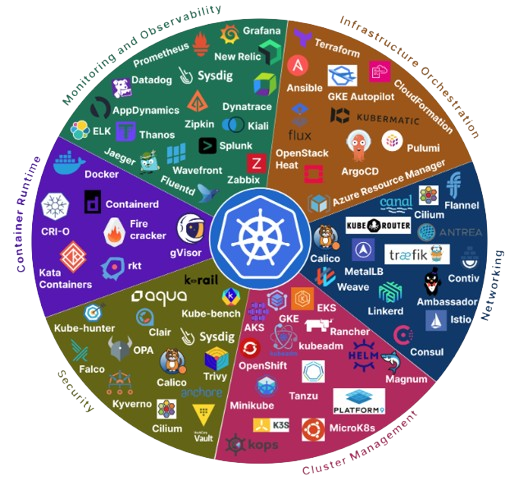 Monitoring and Observability
Grafana
Prometheus
New Relic
Datadog
Sysdig
AppDynamics
Dynatrace
ELK
Thanos
Zipkin
Kiali
Splunk
Jaeger
Wavefront
Fluentd
Zabbix
Infrastructure Orchestration
Terraform
Ansible
GKE Autopilot
CloudFormation
KUBERMATIC
flux
Pulumi
OpenStack
Heat
ArgoCD
Azure Resource Manager
Container Runtime
Docker
Containerd
CRI-O
Fire
cracker
gVisor
Kata
Containers
rkt
Networking
canal
Cilium
Flannel
KUBE ROUTER
ANTREA
Calico
træfik
MetalLB
Weave
Contiv
Ambassador
Linkerd
Istio
Consul
Security
k rail
aqua
Kube-hunter
Kube-bench
Clair
Sysdig
OPA
Falco
Calico
Trivy
anchore
Kyverno
Cilium
Vault
Cluster Management
AKS
GKE
EKS
Rancher
kubeadm
HELM
OpenShift
Magnum
Minikube
Tanzu
PLATFORM9
K3S
MicroK8s
kops